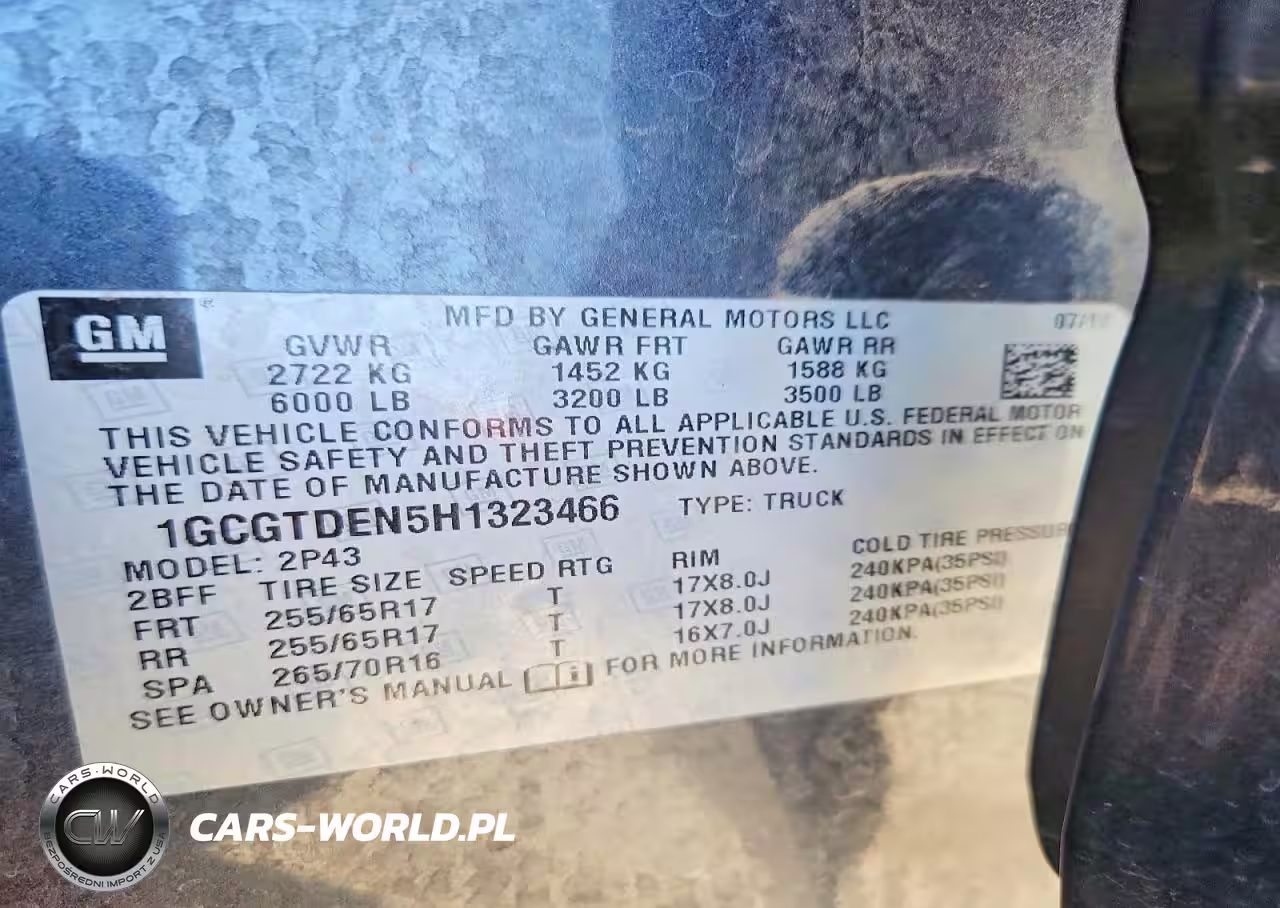 GM
MFD BY GENERAL MOTORS LLC
GVWR GAWR FRT GAWR RR
2722 KG 1452 KG 1588 KG
6000 LB 3200 LB 3500 LB
THIS VEHICLE CONFORMS TO ALL APPLICABLE U.S. FEDERAL MOTOR
VEHICLE SAFETY AND THEFT PREVENTION STANDARDS IN EFFECT ON
THE DATE OF MANUFACTURE SHOWN ABOVE.
1GCGTDEN5H1323466 TYPE: TRUCK
MODEL: 2P43
2BFF TIRE SIZE SPEED RTG RIM COLD TIRE PRESSUR
FRT 255/65R17 T 17X8.0J 240KPA(35PSI)
RR 255/65R17 T 17X8.0J 240KPA(35PSI)
SPA 265/70R16 T 16X7.0J 240KPA(35PSI)
SEE OWNER'S MANUAL FOR MORE INFORMATION.
CARS-WORLD
CW
BEZPOŚREDNI IMPORT Z USA
CARS-WORLD.PL